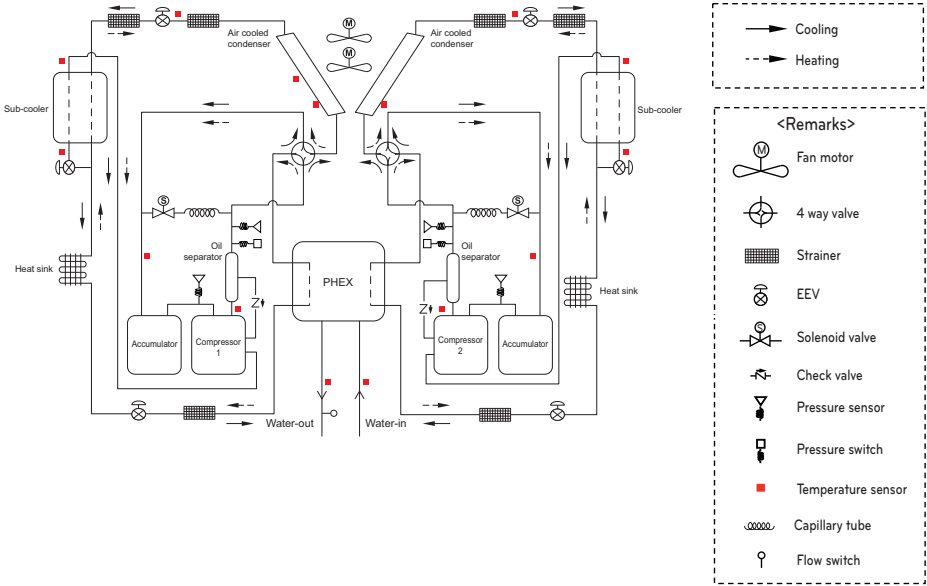 Air cooled
condenser
M
M
Air cooled
condenser
Sub-cooler
Sub-cooler
S
S
Oil
separator
Oil
separator
Heat sink
Heat sink
PHEX
Accumulator
Compressor
1
Compressor
2
Accumulator
Water-out
Water-in
Cooling
Heating
<Remarks>
M
Fan motor
4 way valve
Strainer
EEV
S
Solenoid valve
Check valve
Pressure sensor
Pressure switch
Temperature sensor
Capillary tube
Flow switch